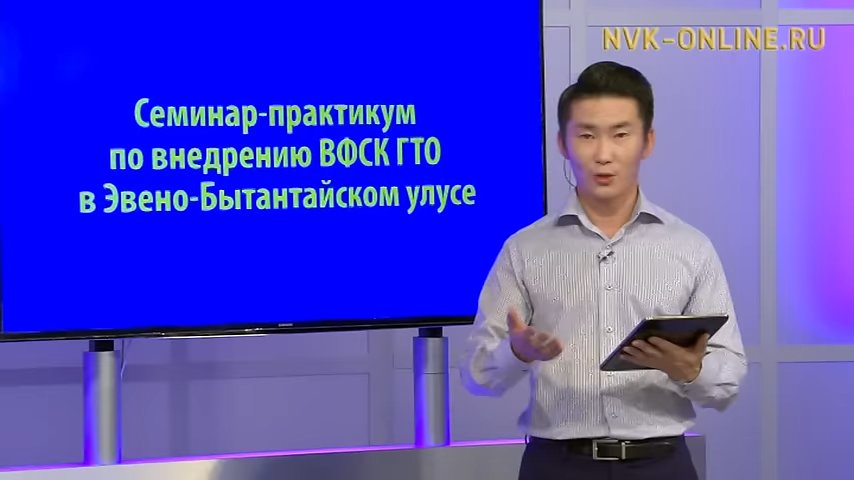 NVK-ONLINE.RU
Семинар-практикум
по внедрению ВФСК ГТО
в Эвено-Бытантайском улусе